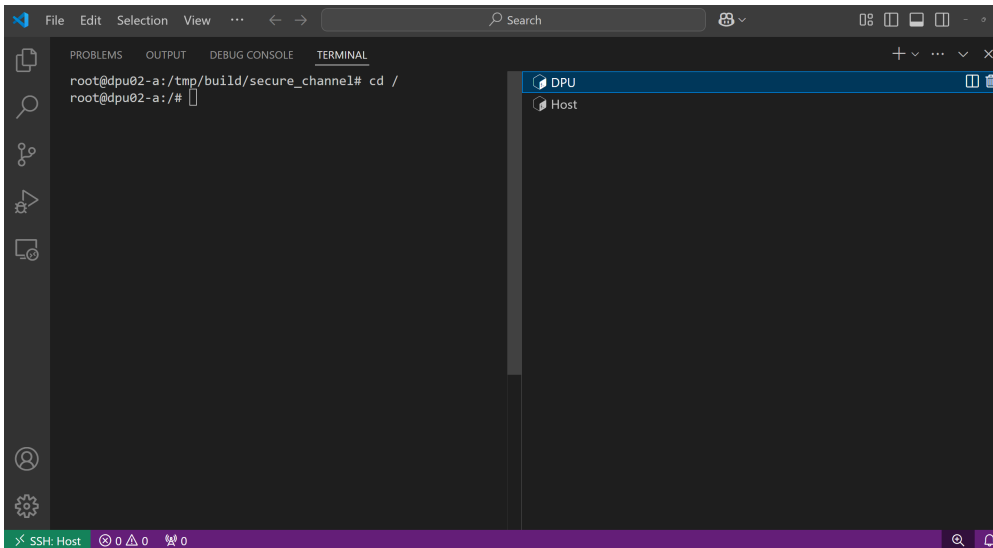 File Edit Selection View ··· Search
PROBLEMS OUTPUT DEBUG CONSOLE TERMINAL
root@dpu02-a:/tmp/build/secure_channel# cd /
root@dpu02-a:/#
DPU
Host
SSH: Host 0 0 0